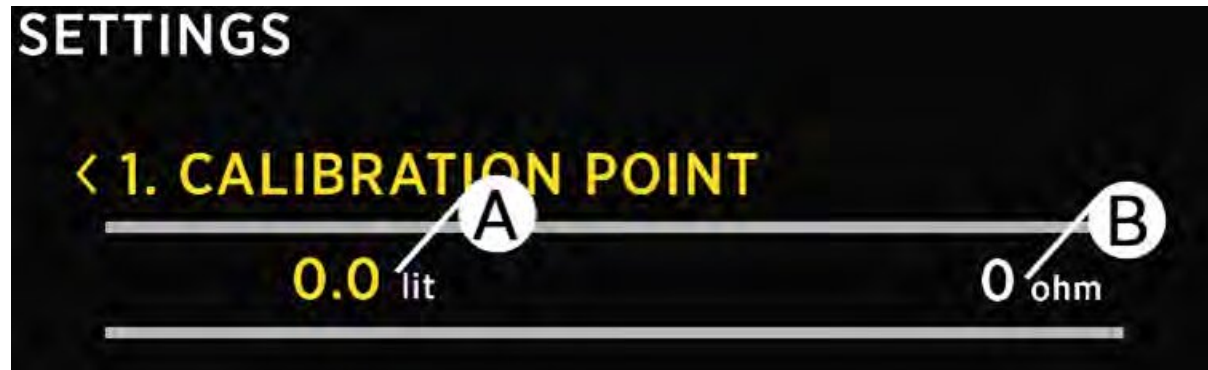 SETTINGS
< 1. CALIBRATION POINT
A
B
0.0 lit
0 ohm